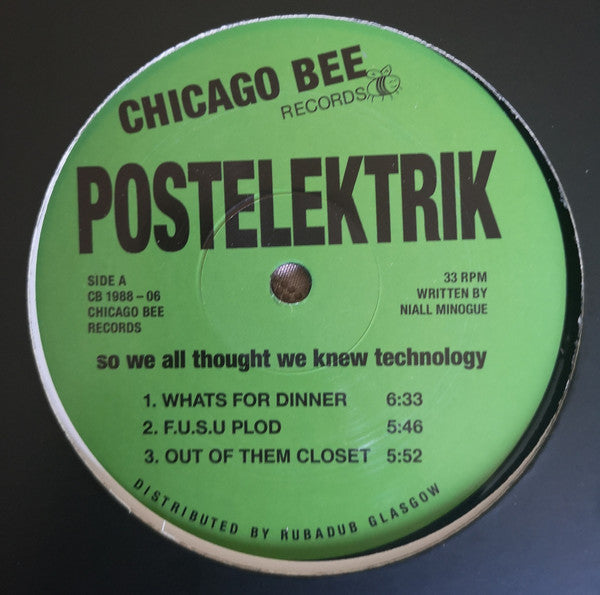 CHICAGO BEE
RECORDS
POSTELEKTRIK
SIDE A
CB 1988 – 06
CHICAGO BEE
RECORDS
33 RPM
WRITTEN BY
NIALL MINOGUE
so we all thought we knew technology
1. WHATS FOR DINNER 6:33
2. F.U.S.U PLOD 5:46
3. OUT OF THEM CLOSET 5:52
DISTRIBUTED BY RUBADUB GLASGOW